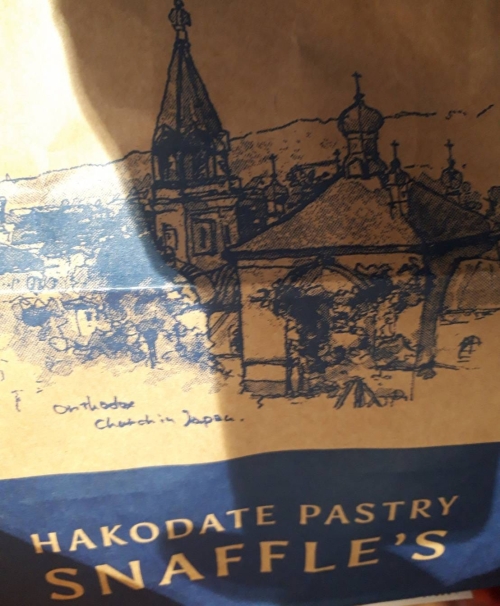 Orthodox
Church in Japan.
HAKODATE PASTRY
SNAFFLE'S